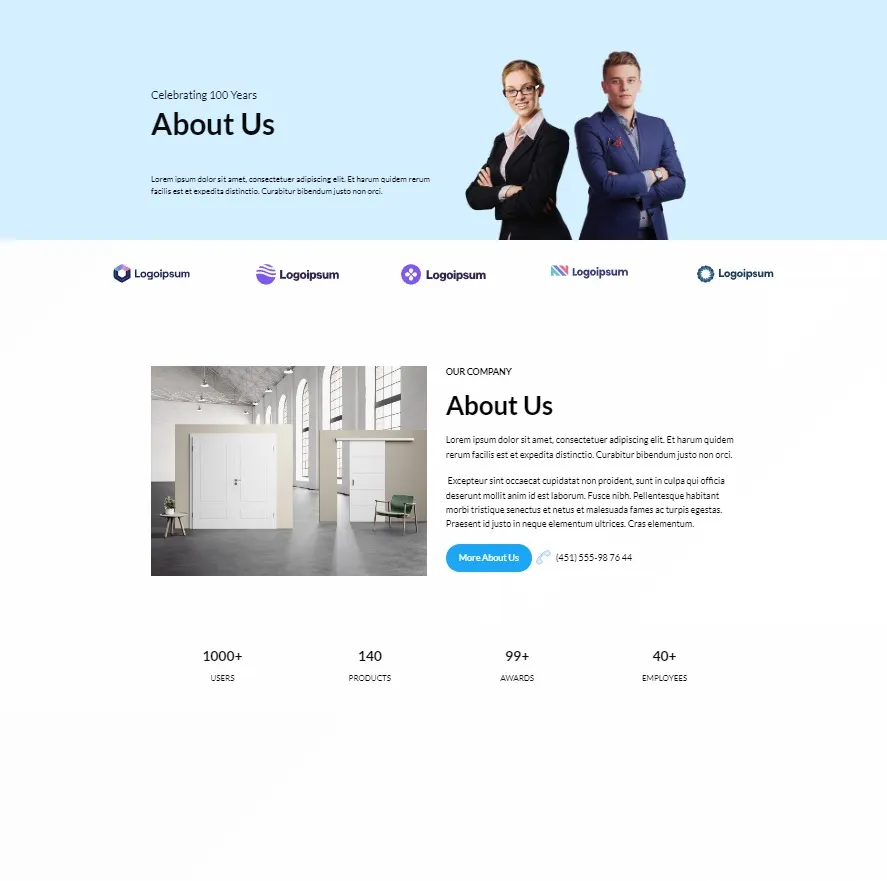 Celebrating 100 Years
About Us
Lorem ipsum dolor sit amet, consectetuer adipiscing elit. Et harum quidem rerum
facilis est et expedita distinctio. Curabitur bibendum justo non orci.
Logoipsum Logoipsum Logoipsum Logoipsum Logoipsum
OUR COMPANY
About Us
Lorem ipsum dolor sit amet, consectetuer adipiscing elit. Et harum quidem
rerum facilis est et expedita distinctio. Curabitur bibendum justo non orci.
Excepteur sint occaecat cupidatat non proident, sunt in culpa qui officia
deserunt mollit anim id est laborum. Fusce nibh. Pellentesque habitant
morbi tristique senectus et netus et malesuada fames ac turpis egestas.
Praesent id justo in neque elementum ultrices. Cras elementum.
More About Us (451) 555-98 76 44
1000+ 140 99+ 40+
USERS PRODUCTS AWARDS EMPLOYEES